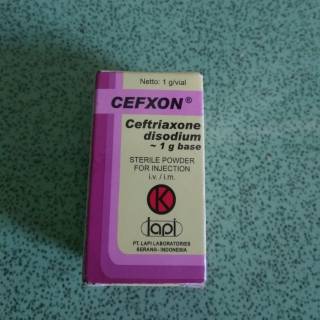 Netto: 1 g/vial
CEFXON®
Ceftriaxone
disodium
~ 1 g base
STERILE POWDER
FOR INJECTION
i.v. / i.m.
K
lapi
PT. LAPI LABORATORIES
SERANG- INDONESIA